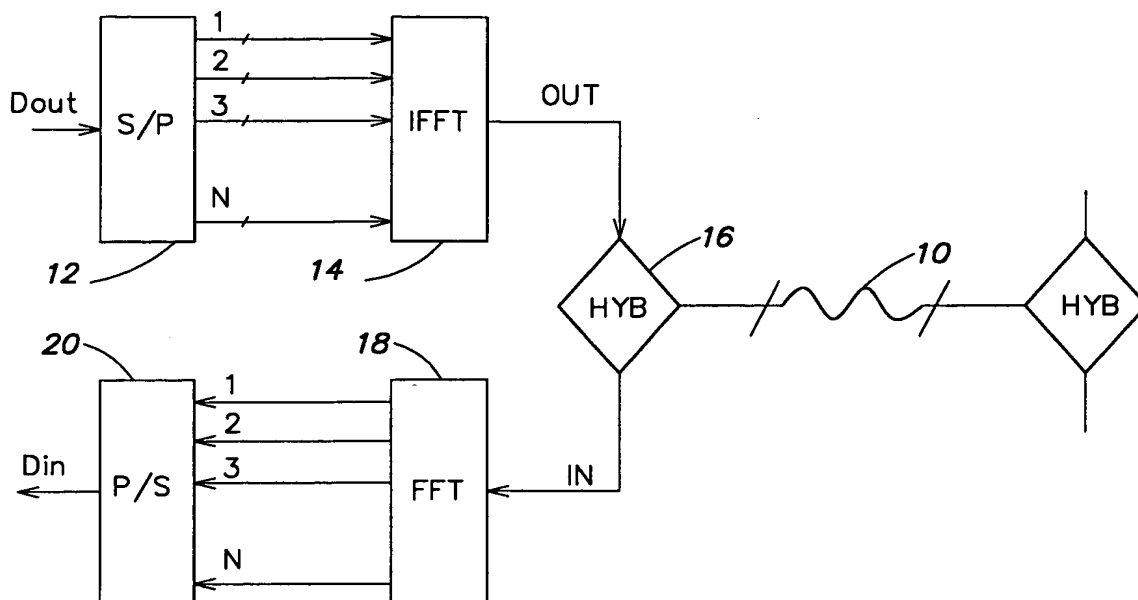 1
2
Dout
3
S/P
IFFT
OUT
N
12
14
16
10
HYB
HYB
20
18
1
2
3
Din
P/S
FFT
IN
N